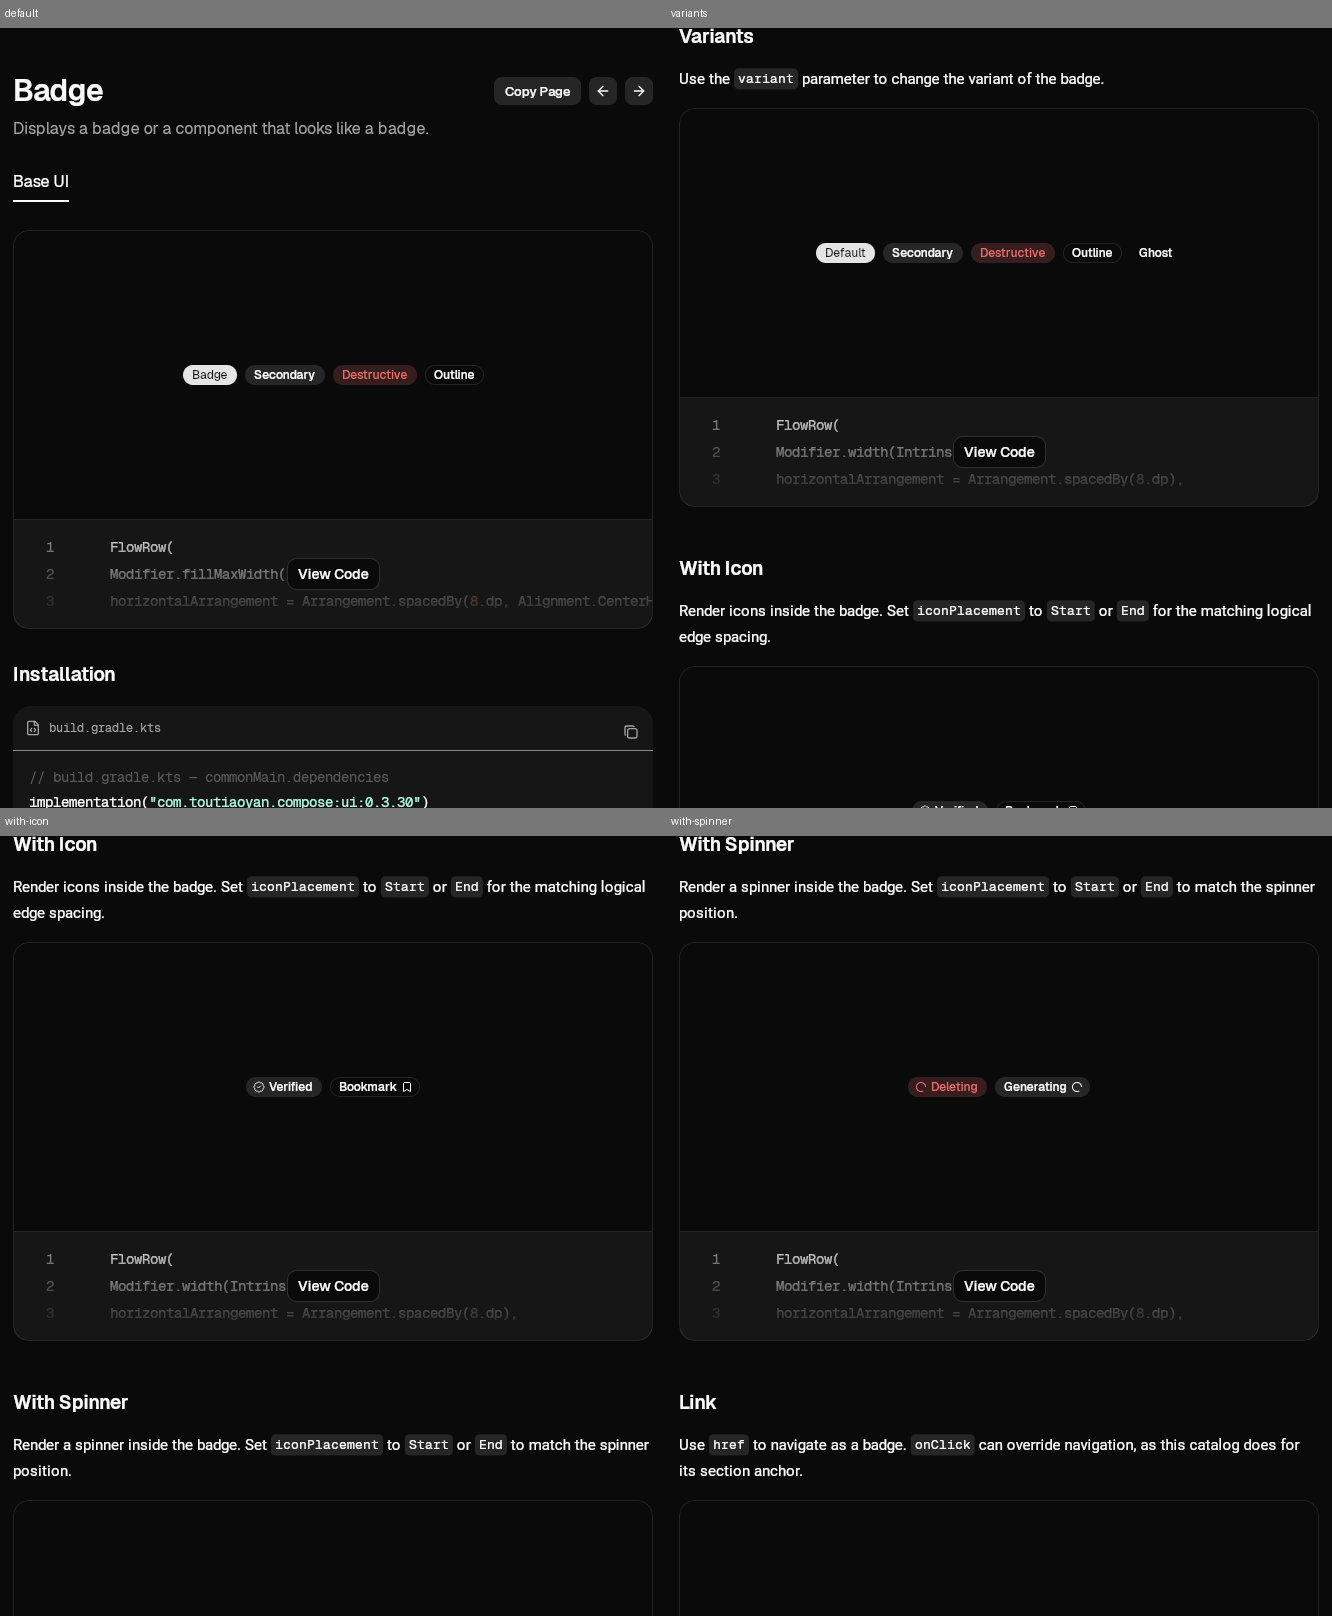 default
Badge
Copy Page
Displays a badge or a component that looks like a badge.
Base UI
Badge
Secondary
Destructive
Outline
1 FlowRow(
2 Modifier.fillMaxWidth(
View Code
3 horizontalArrangement = Arrangement.spacedBy(8.dp, Alignment.CenterH
Installation
build.gradle.kts
// build.gradle.kts — commonMain.dependencies
implementation("com.toutiaoyan.compose:ui:0.3.30")
variants
Variants
Use the variant parameter to change the variant of the badge.
Default
Secondary
Destructive
Outline
Ghost
1 FlowRow(
2 Modifier.width(Intrins
View Code
3 horizontalArrangement = Arrangement.spacedBy(8.dp),
With Icon
Render icons inside the badge. Set iconPlacement to Start or End for the matching logical
edge spacing.
Verified
Bookmark
with-icon
With Icon
Render icons inside the badge. Set iconPlacement to Start or End for the matching logical
edge spacing.
Verified
Bookmark
1 FlowRow(
2 Modifier.width(Intrins
View Code
3 horizontalArrangement = Arrangement.spacedBy(8.dp),
With Spinner
Render a spinner inside the badge. Set iconPlacement to Start or End to match the spinner
position.
with-spinner
With Spinner
Render a spinner inside the badge. Set iconPlacement to Start or End to match the spinner
position.
Deleting
Generating
1 FlowRow(
2 Modifier.width(Intrins
View Code
3 horizontalArrangement = Arrangement.spacedBy(8.dp),
Link
Use href to navigate as a badge. onClick can override navigation, as this catalog does for
its section anchor.